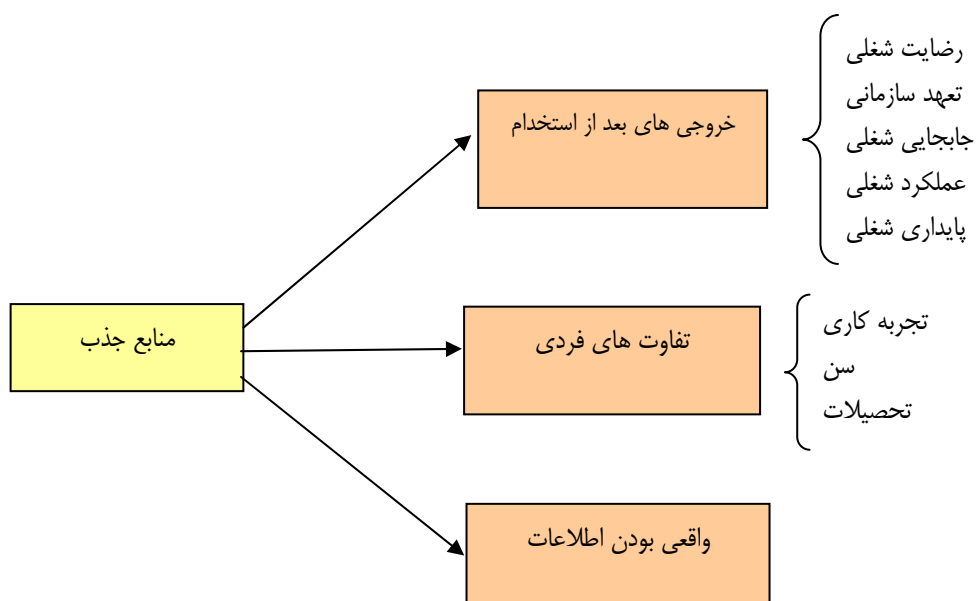 منابع جذب
خروجی های بعد از استخدام
رضایت شغلی
تعهد سازمانی
جابجایی شغلی
عملکرد شغلی
پایداری شغلی
تفاوت های فردی
تجربه کاری
سن
تحصیلات
واقعی بودن اطلاعات